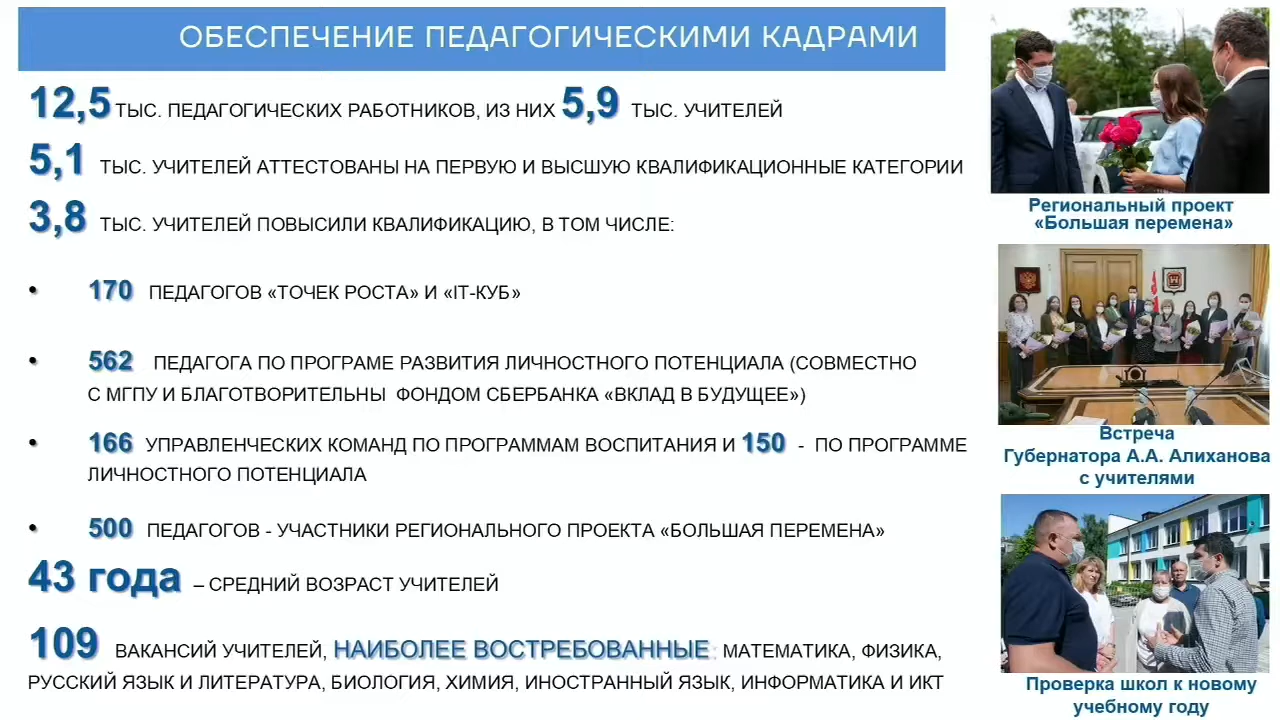 ОБЕСПЕЧЕНИЕ ПЕДАГОГИЧЕСКИМИ КАДРАМИ
12,5 ТЫС. ПЕДАГОГИЧЕСКИХ РАБОТНИКОВ, ИЗ НИХ 5,9 ТЫС. УЧИТЕЛЕЙ
5,1 ТЫС. УЧИТЕЛЕЙ АТТЕСТОВАНЫ НА ПЕРВУЮ И ВЫСШУЮ КВАЛИФИКАЦИОННЫЕ КАТЕГОРИИ
3,8 ТЫС. УЧИТЕЛЕЙ ПОВЫСИЛИ КВАЛИФИКАЦИЮ, В ТОМ ЧИСЛЕ:
• 170 ПЕДАГОГОВ «ТОЧЕК РОСТА» И «IT-КУБ»
• 562 ПЕДАГОГА ПО ПРОГРАМЕ РАЗВИТИЯ ЛИЧНОСТНОГО ПОТЕНЦИАЛА (СОВМЕСТНО
С МГПУ И БЛАГОТВОРИТЕЛЬНЫ ФОНДОМ СБЕРБАНКА «ВКЛАД В БУДУЩЕЕ»)
• 166 УПРАВЛЕНЧЕСКИХ КОМАНД ПО ПРОГРАММАМ ВОСПИТАНИЯ И 150 - ПО ПРОГРАММЕ
ЛИЧНОСТНОГО ПОТЕНЦИАЛА
• 500 ПЕДАГОГОВ - УЧАСТНИКИ РЕГИОНАЛЬНОГО ПРОЕКТА «БОЛЬШАЯ ПЕРЕМЕНА»
43 года – СРЕДНИЙ ВОЗРАСТ УЧИТЕЛЕЙ
109 ВАКАНСИЙ УЧИТЕЛЕЙ, НАИБОЛЕЕ ВОСТРЕБОВАННЫЕ: МАТЕМАТИКА, ФИЗИКА,
РУССКИЙ ЯЗЫК И ЛИТЕРАТУРА, БИОЛОГИЯ, ХИМИЯ, ИНОСТРАННЫЙ ЯЗЫК, ИНФОРМАТИКА И ИКТ
Региональный проект
«Большая перемена»
Встреча
Губернатора А.А. Алиханова
с учителями
Проверка школ к новому
учебному году